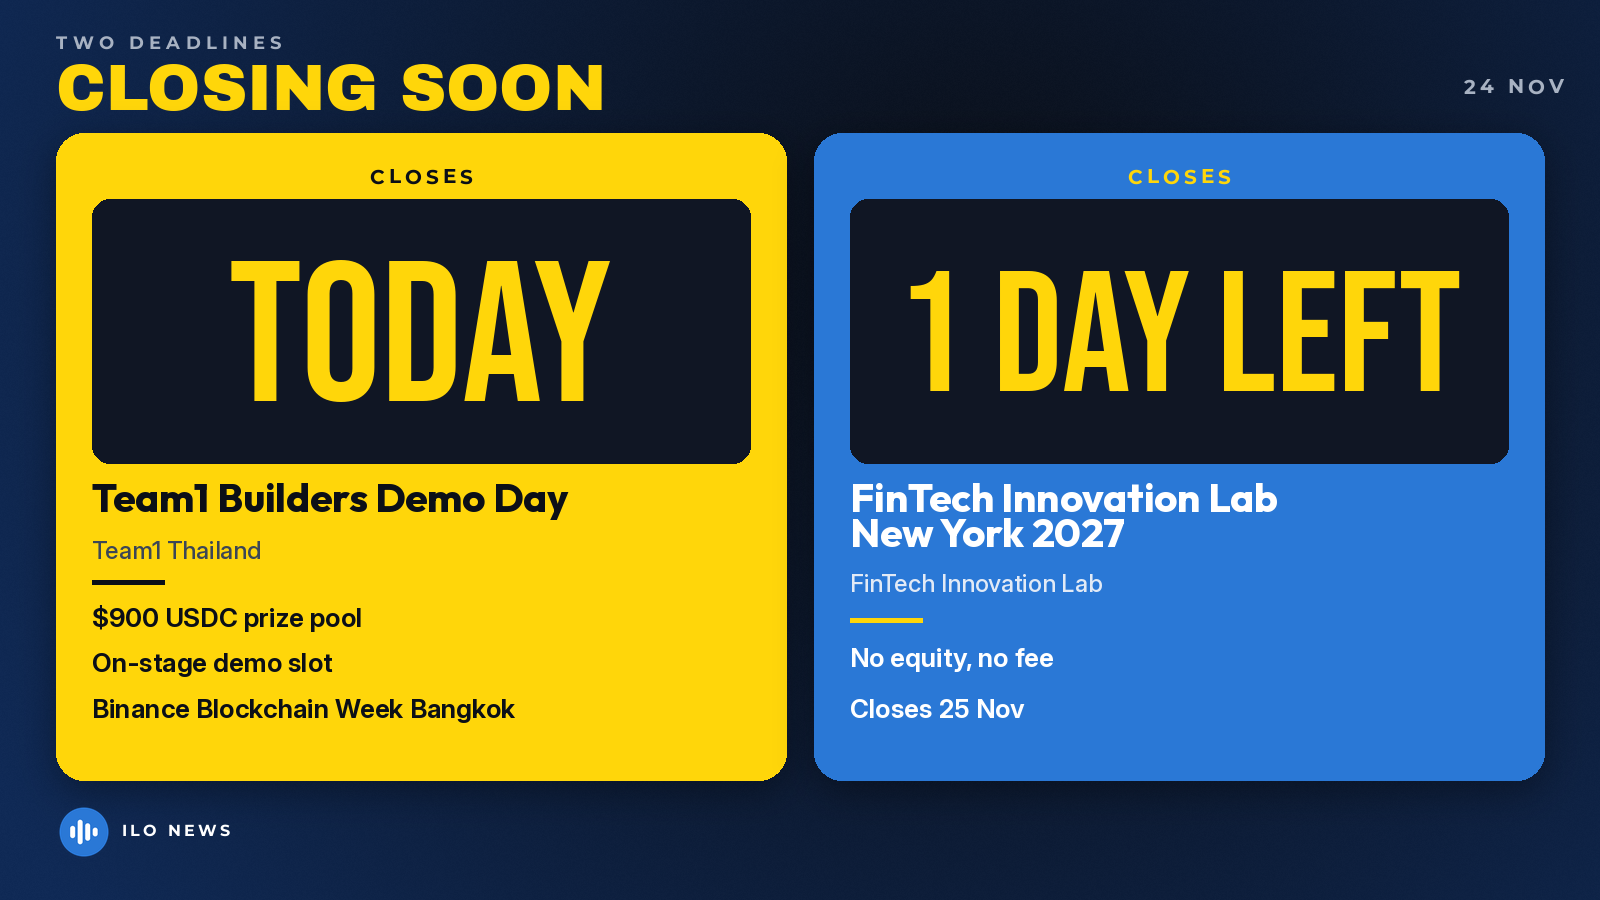 TWO DEADLINES
CLOSING SOON
24 NOV
CLOSES
TODAY
Team1 Builders Demo Day
Team1 Thailand
$900 USDC prize pool
On-stage demo slot
Binance Blockchain Week Bangkok
CLOSES
1 DAY LEFT
FinTech Innovation Lab
New York 2027
FinTech Innovation Lab
No equity, no fee
Closes 25 Nov
ILO NEWS